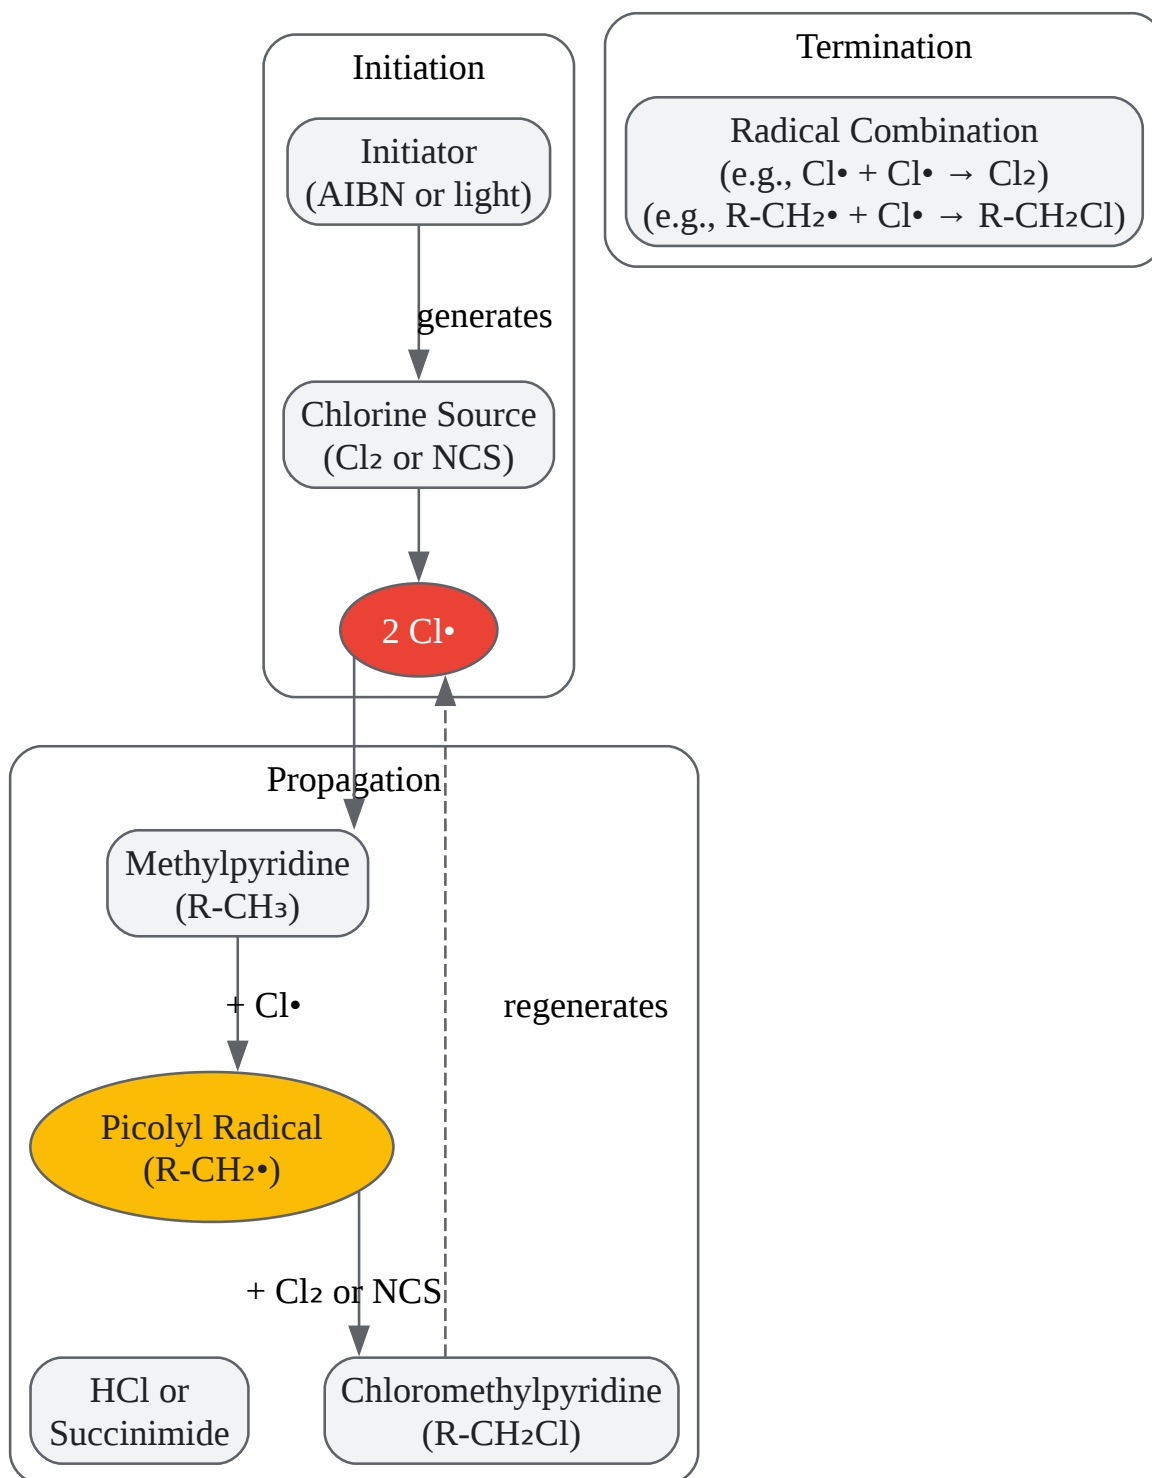 Initiation
Initiator
(AIBN or light)
generates
Chlorine Source
(Cl₂ or NCS)
2 Cl•
Termination
Radical Combination
(e.g., Cl• + Cl• → Cl₂)
(e.g., R-CH₂• + Cl• → R-CH₂Cl)
Propagation
Methylpyridine
(R-CH₃)
+ Cl•
regenerates
Picolyl Radical
(R-CH₂•)
+ Cl₂ or NCS
HCl or
Succinimide
Chloromethylpyridine
(R-CH₂Cl)